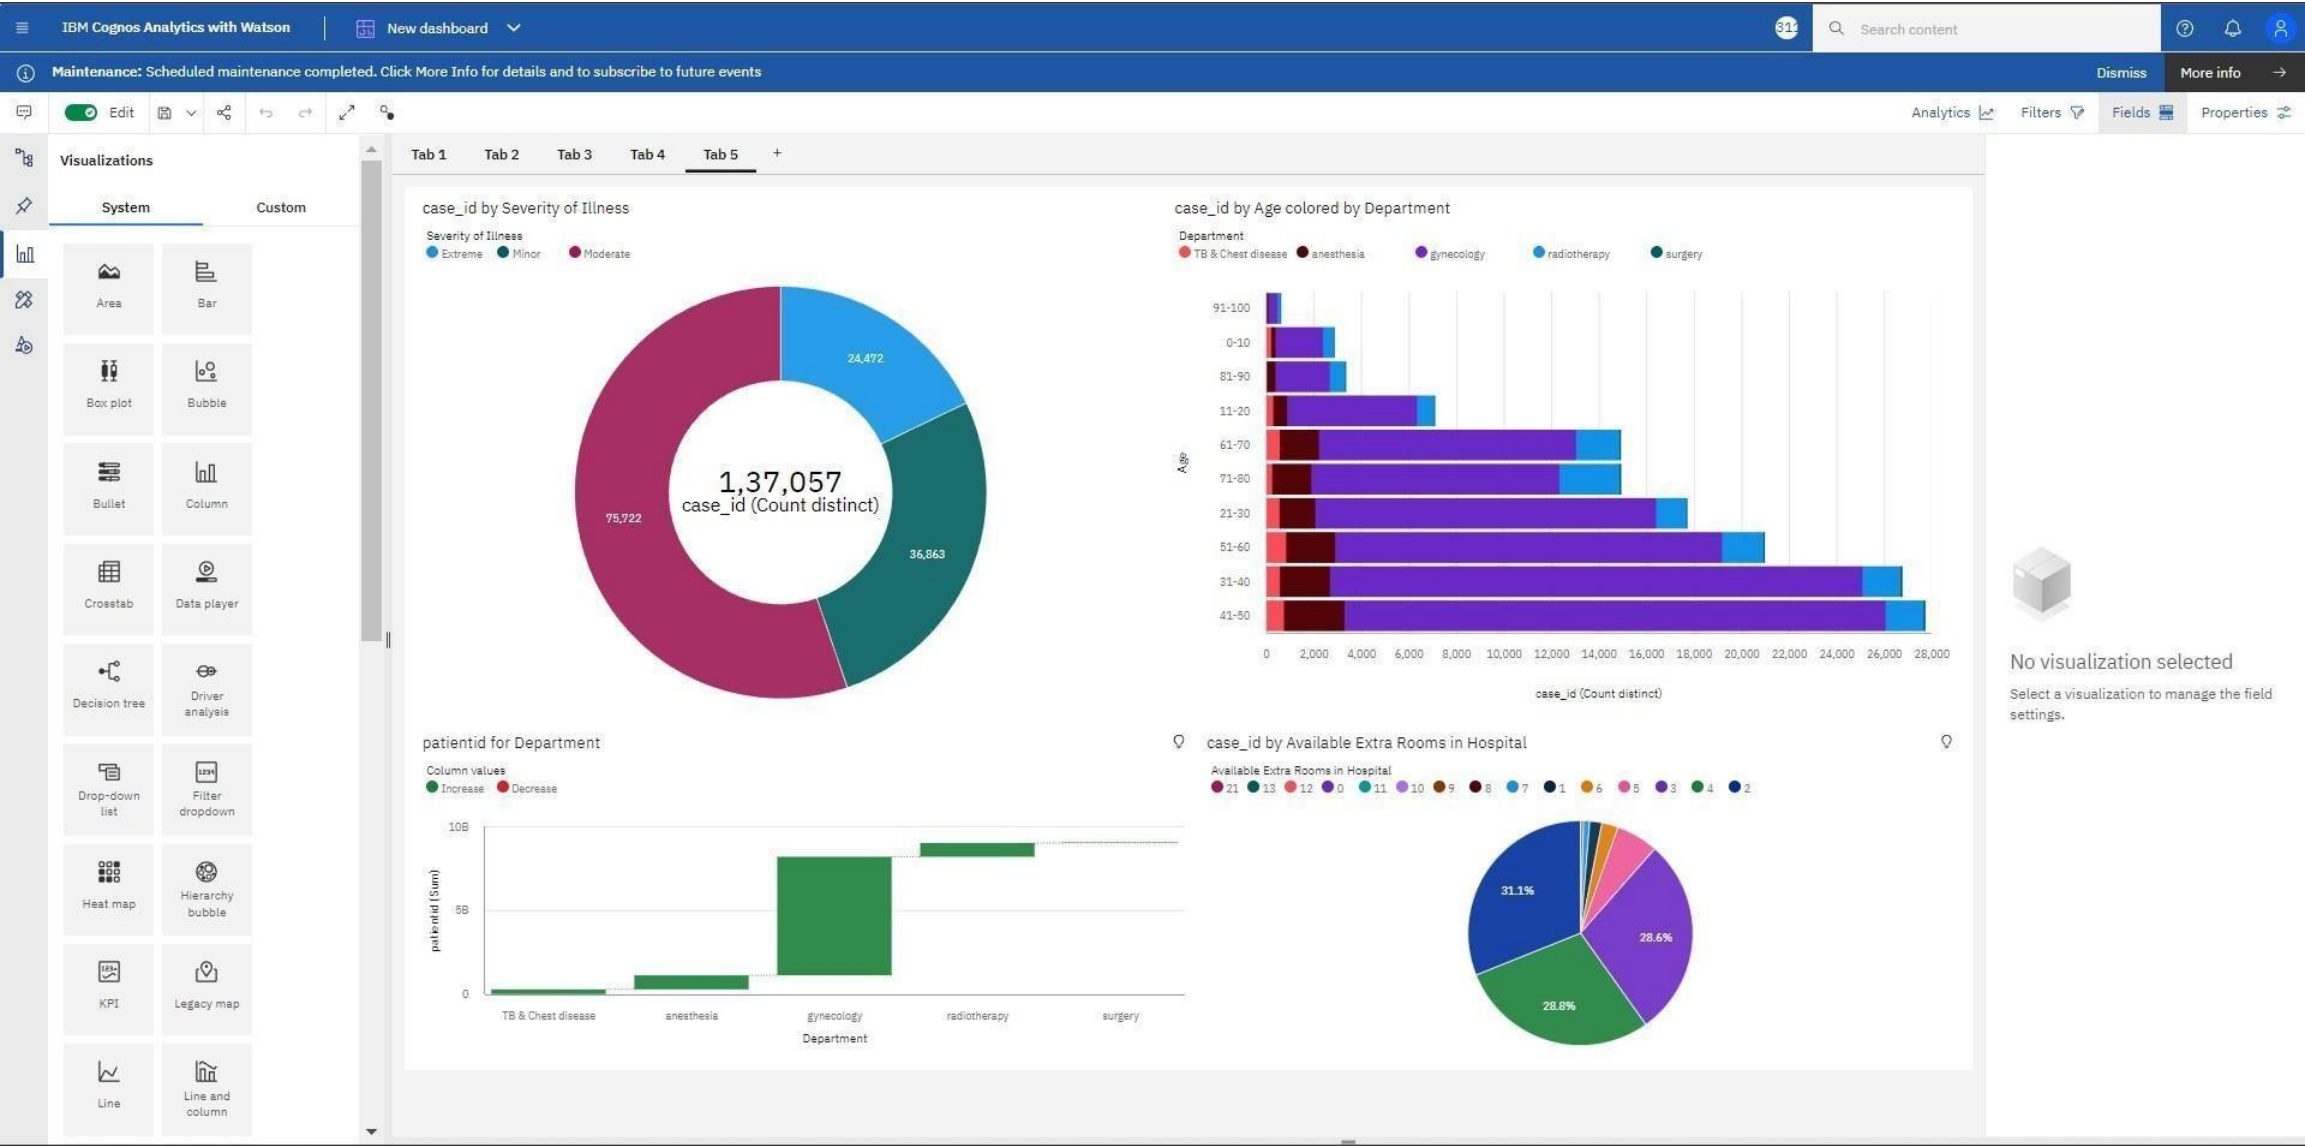 IBM Cognos Analytics with Watson
New dashboard
311
Search content
Maintenance: Scheduled maintenance completed. Click More Info for details and to subscribe to future events
Dismiss
More info
Edit
Analytics
Filters
Fields
Properties
Visualizations
System
Custom
Area
Bar
Box plot
Bubble
Bullet
Column
Crosstab
Data player
Decision tree
Driver
analysis
Drop-down
list
Filter
dropdown
Heat map
Hierarchy
bubble
KPI
Legacy map
Line
Line and
column
Tab 1
Tab 2
Tab 3
Tab 4
Tab 5
+
case_id by Severity of Illness
Severity of Illness
Extreme
Minor
Moderate
24,472
75,722
36,863
1,37,057
case_id (Count distinct)
case_id by Age colored by Department
Department
TB & Chest disease
anesthesia
gynecology
radiotherapy
surgery
Age
91-100
0-10
81-90
11-20
61-70
71-80
21-30
51-60
31-40
41-50
0 2,000 4,000 6,000 8,000 10,000 12,000 14,000 16,000 18,000 20,000 22,000 24,000 26,000 28,000
case_id (Count distinct)
patientid for Department
Column values
Increase
Decrease
patientid (Sum)
10B
5B
0
TB & Chest disease
anesthesia
gynecology
radiotherapy
surgery
Department
case_id by Available Extra Rooms in Hospital
Available Extra Rooms in Hospital
21 13 12 0 11 10 9 8 7 1 6 5 3 4 2
31.1%
28.6%
28.8%
No visualization selected
Select a visualization to manage the field
settings.